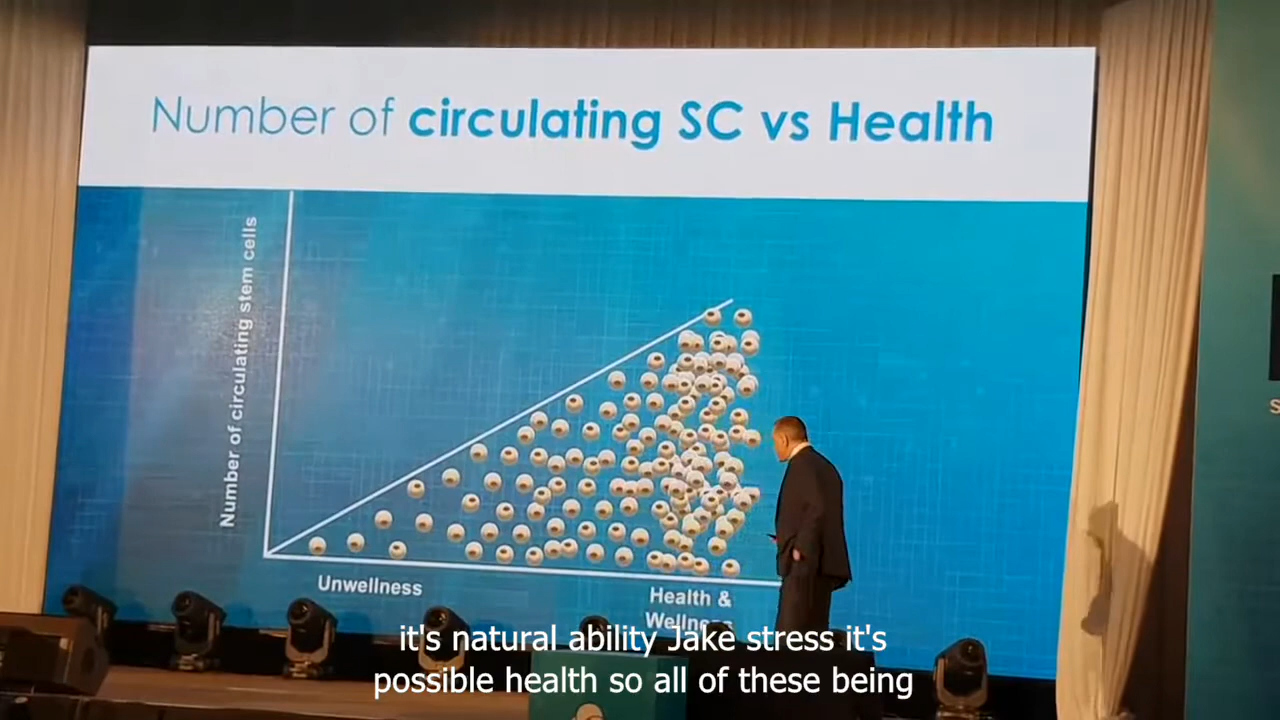 Number of circulating SC vs Health
Number of circulating stem cells
Unwellness
Health &
Wellness
it's natural ability Jake stress it's
possible health so all of these being